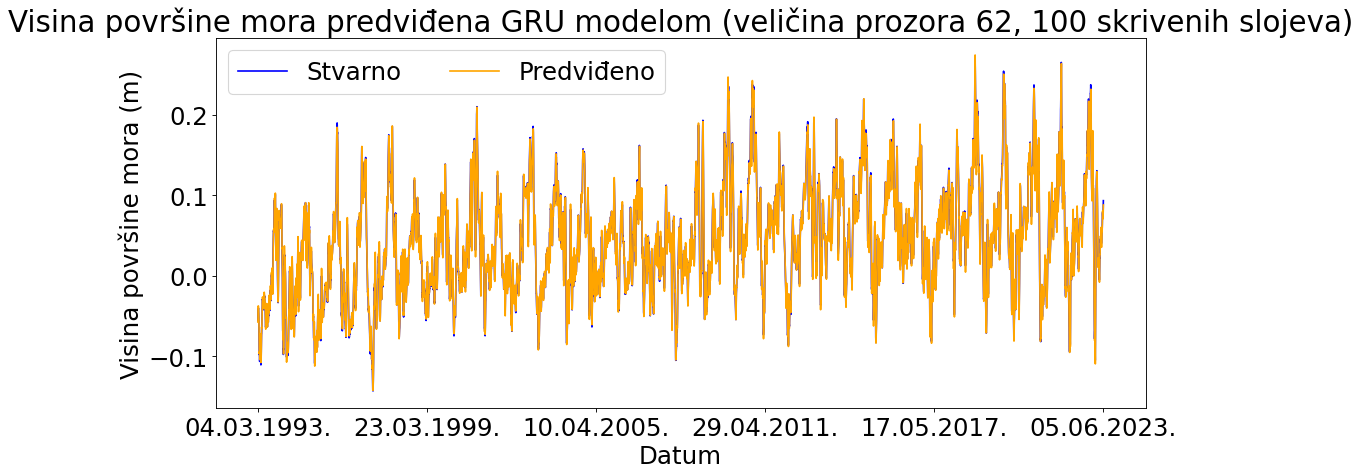 Visina površine mora predviđena GRU modelom (veličina prozora 62, 100 skrivenih slojeva)
Stvarno Predviđeno
Visina površine mora (m)
0.2
0.1
0.0
−0.1
04.03.1993. 23.03.1999. 10.04.2005. 29.04.2011. 17.05.2017. 05.06.2023.
Datum